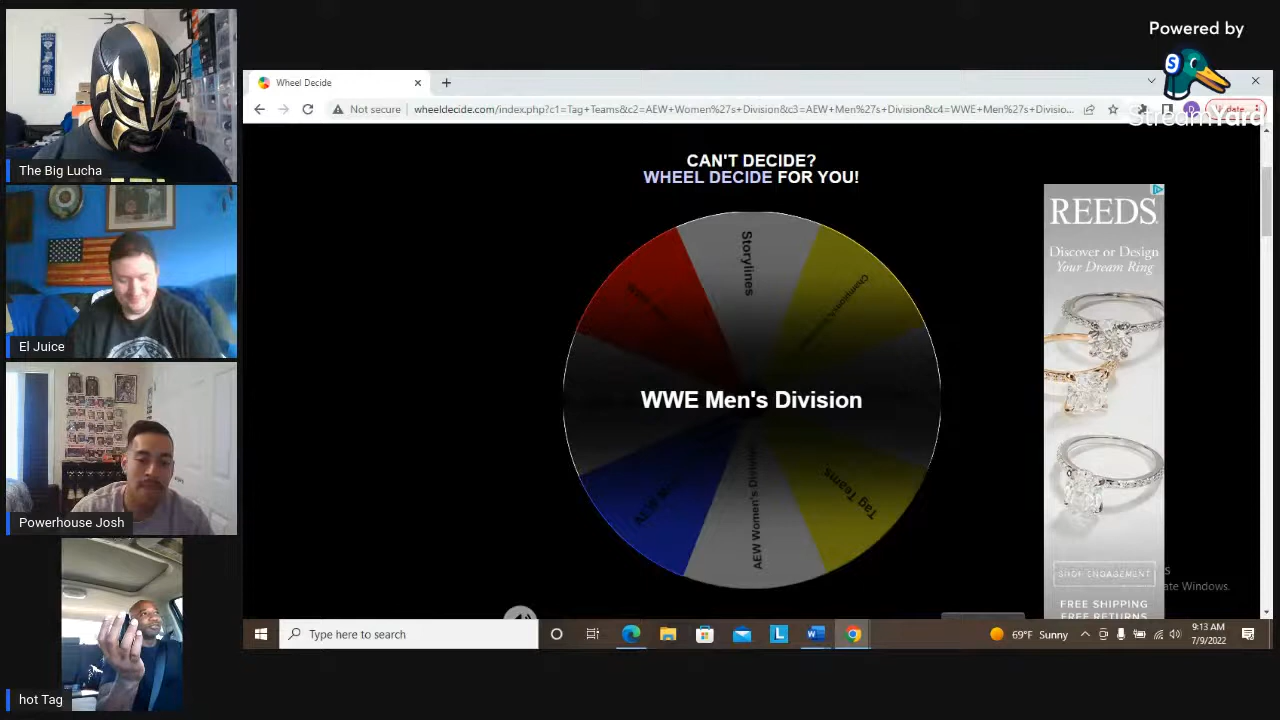 Powered by
S
StreamYard
The Big Lucha
El Juice
Powerhouse Josh
hot Tag
Wheel Decide
Not secure
wheeldecide.com/index.php?c1=Tag+Teams&c2=AEW+Women%27s+Division&c3=AEW+Men%27s+Division&c4=WWE+Men%27s+Divisio...
CAN'T DECIDE?
WHEEL DECIDE FOR YOU!
Storylines
WWE Men's Division
Tag Teams
AEW Women's Division
REEDS
Discover or Design
Your Dream Ring
SHOP ENGAGEMENT
FREE SHIPPING
FREE RETURNS
Type here to search
69°F Sunny
9:13 AM
7/9/2022